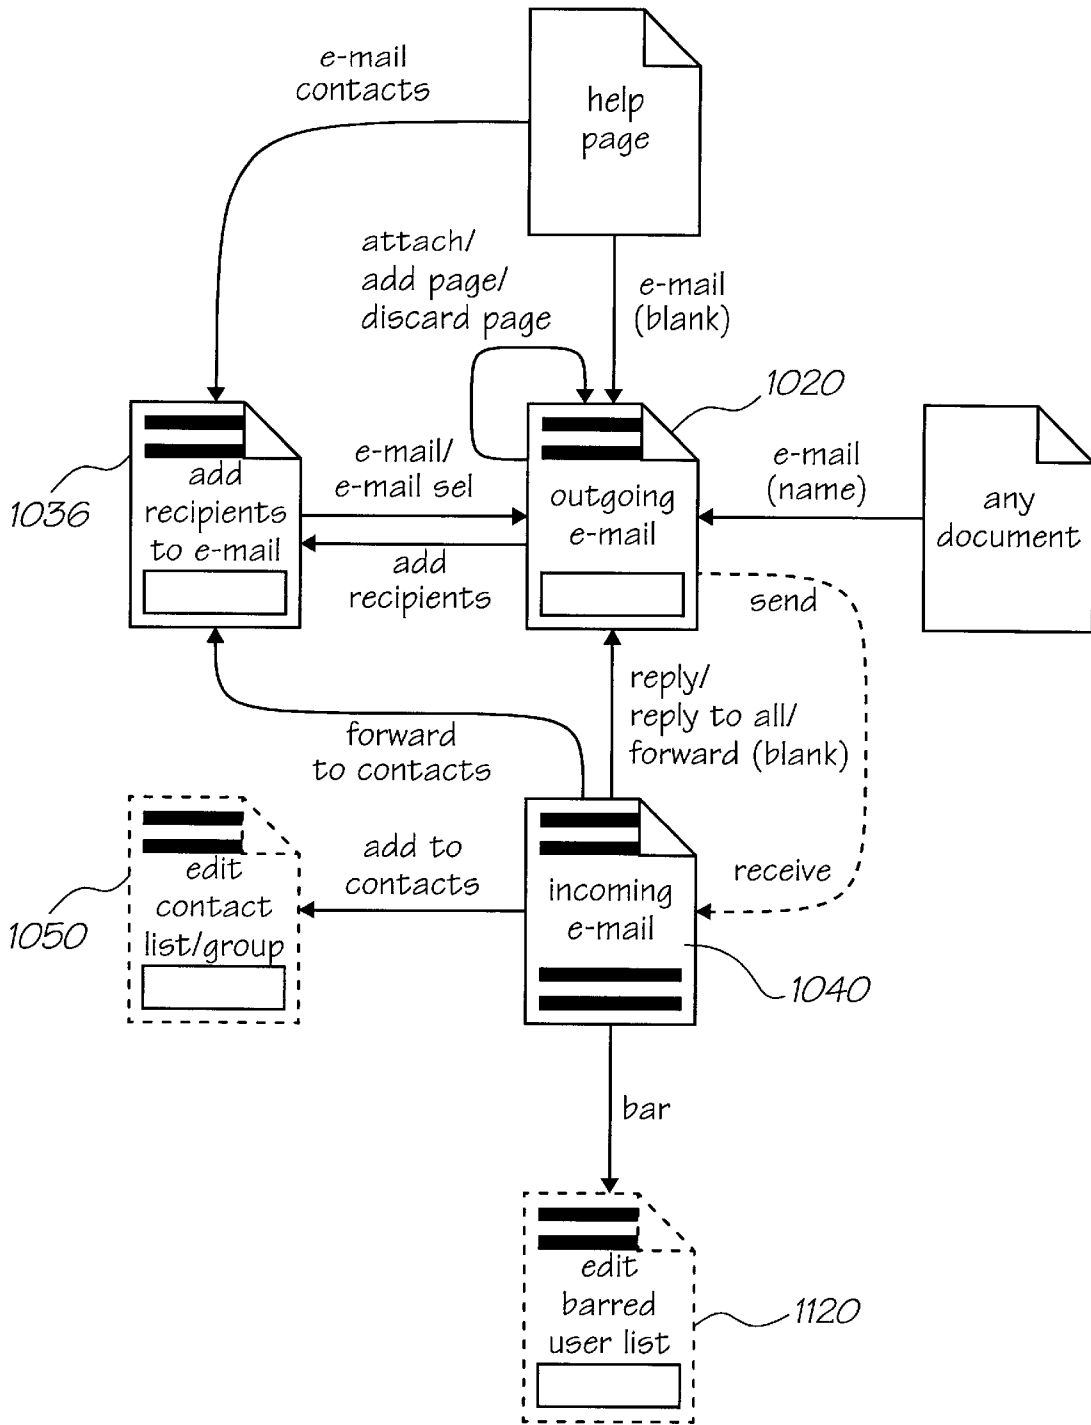 e-mail
contacts
help
page
attach/
add page/
discard page
e-mail
(blank)
1020
add
recipients
to e-mail
1036
e-mail/
e-mail sel
add
recipients
outgoing
e-mail
e-mail
(name)
any
document
send
reply/
reply to all/
forward (blank)
forward
to contacts
edit
contact
list/group
1050
add to
contacts
incoming
e-mail
receive
1040
bar
edit
barred
user list
1120